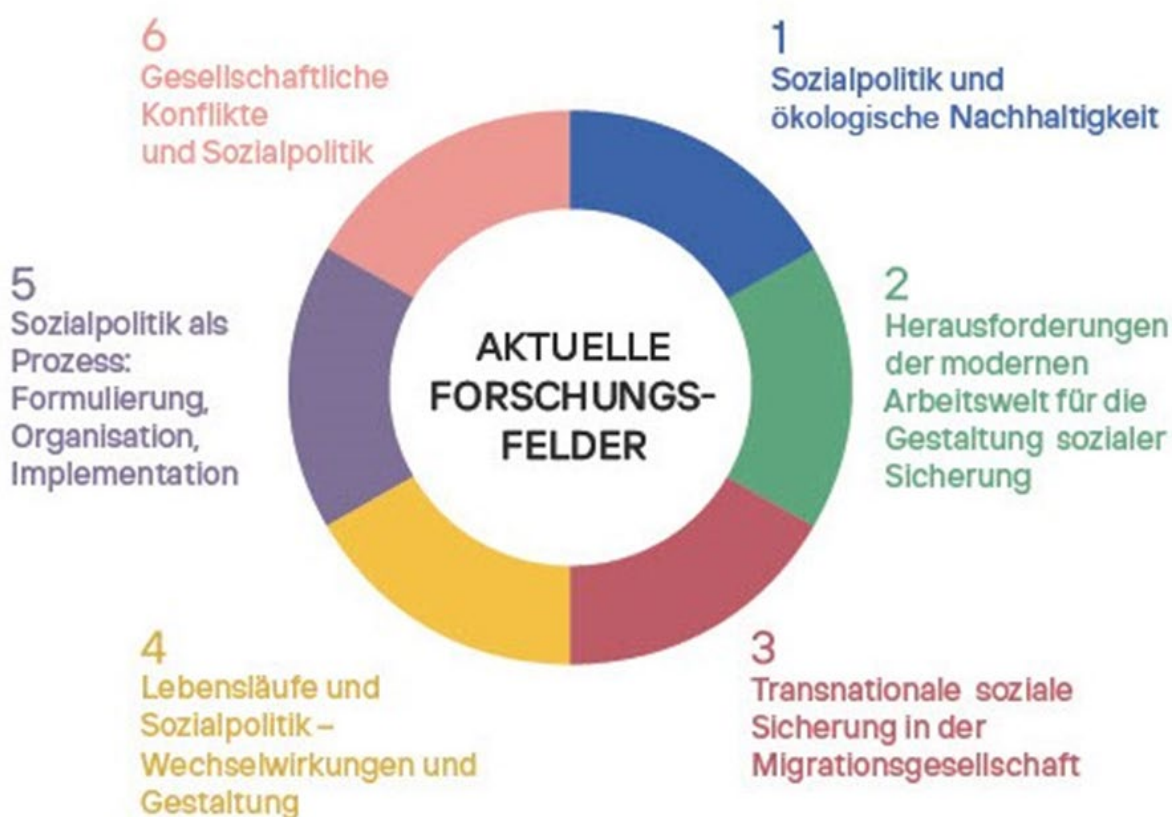 AKTUELLE
FORSCHUNGS-
FELDER
1
Sozialpolitik und
ökologische Nachhaltigkeit
2
Herausforderungen
der modernen
Arbeitswelt für die
Gestaltung sozialer
Sicherung
3
Transnationale soziale
Sicherung in der
Migrationsgesellschaft
4
Lebensläufe und
Sozialpolitik –
Wechselwirkungen und
Gestaltung
5
Sozialpolitik als
Prozess:
Formulierung,
Organisation,
Implementation
6
Gesellschaftliche
Konflikte
und Sozialpolitik